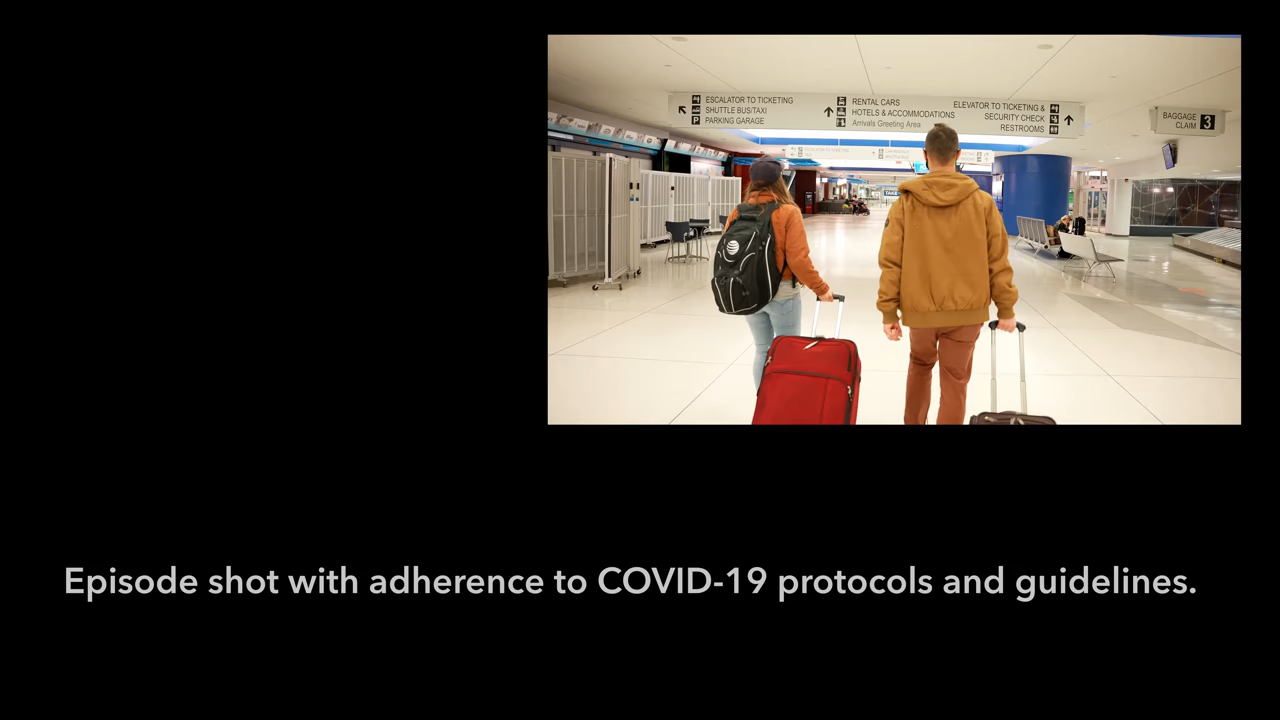 ESCALATOR TO TICKETING
SHUTTLE BUS/TAXI
PARKING GARAGE
RENTAL CARS
HOTELS & ACCOMMODATIONS
Arrivals Greeting Area
ELEVATOR TO TICKETING &
SECURITY CHECK
RESTROOMS
BAGGAGE
CLAIM 3
Episode shot with adherence to COVID-19 protocols and guidelines.